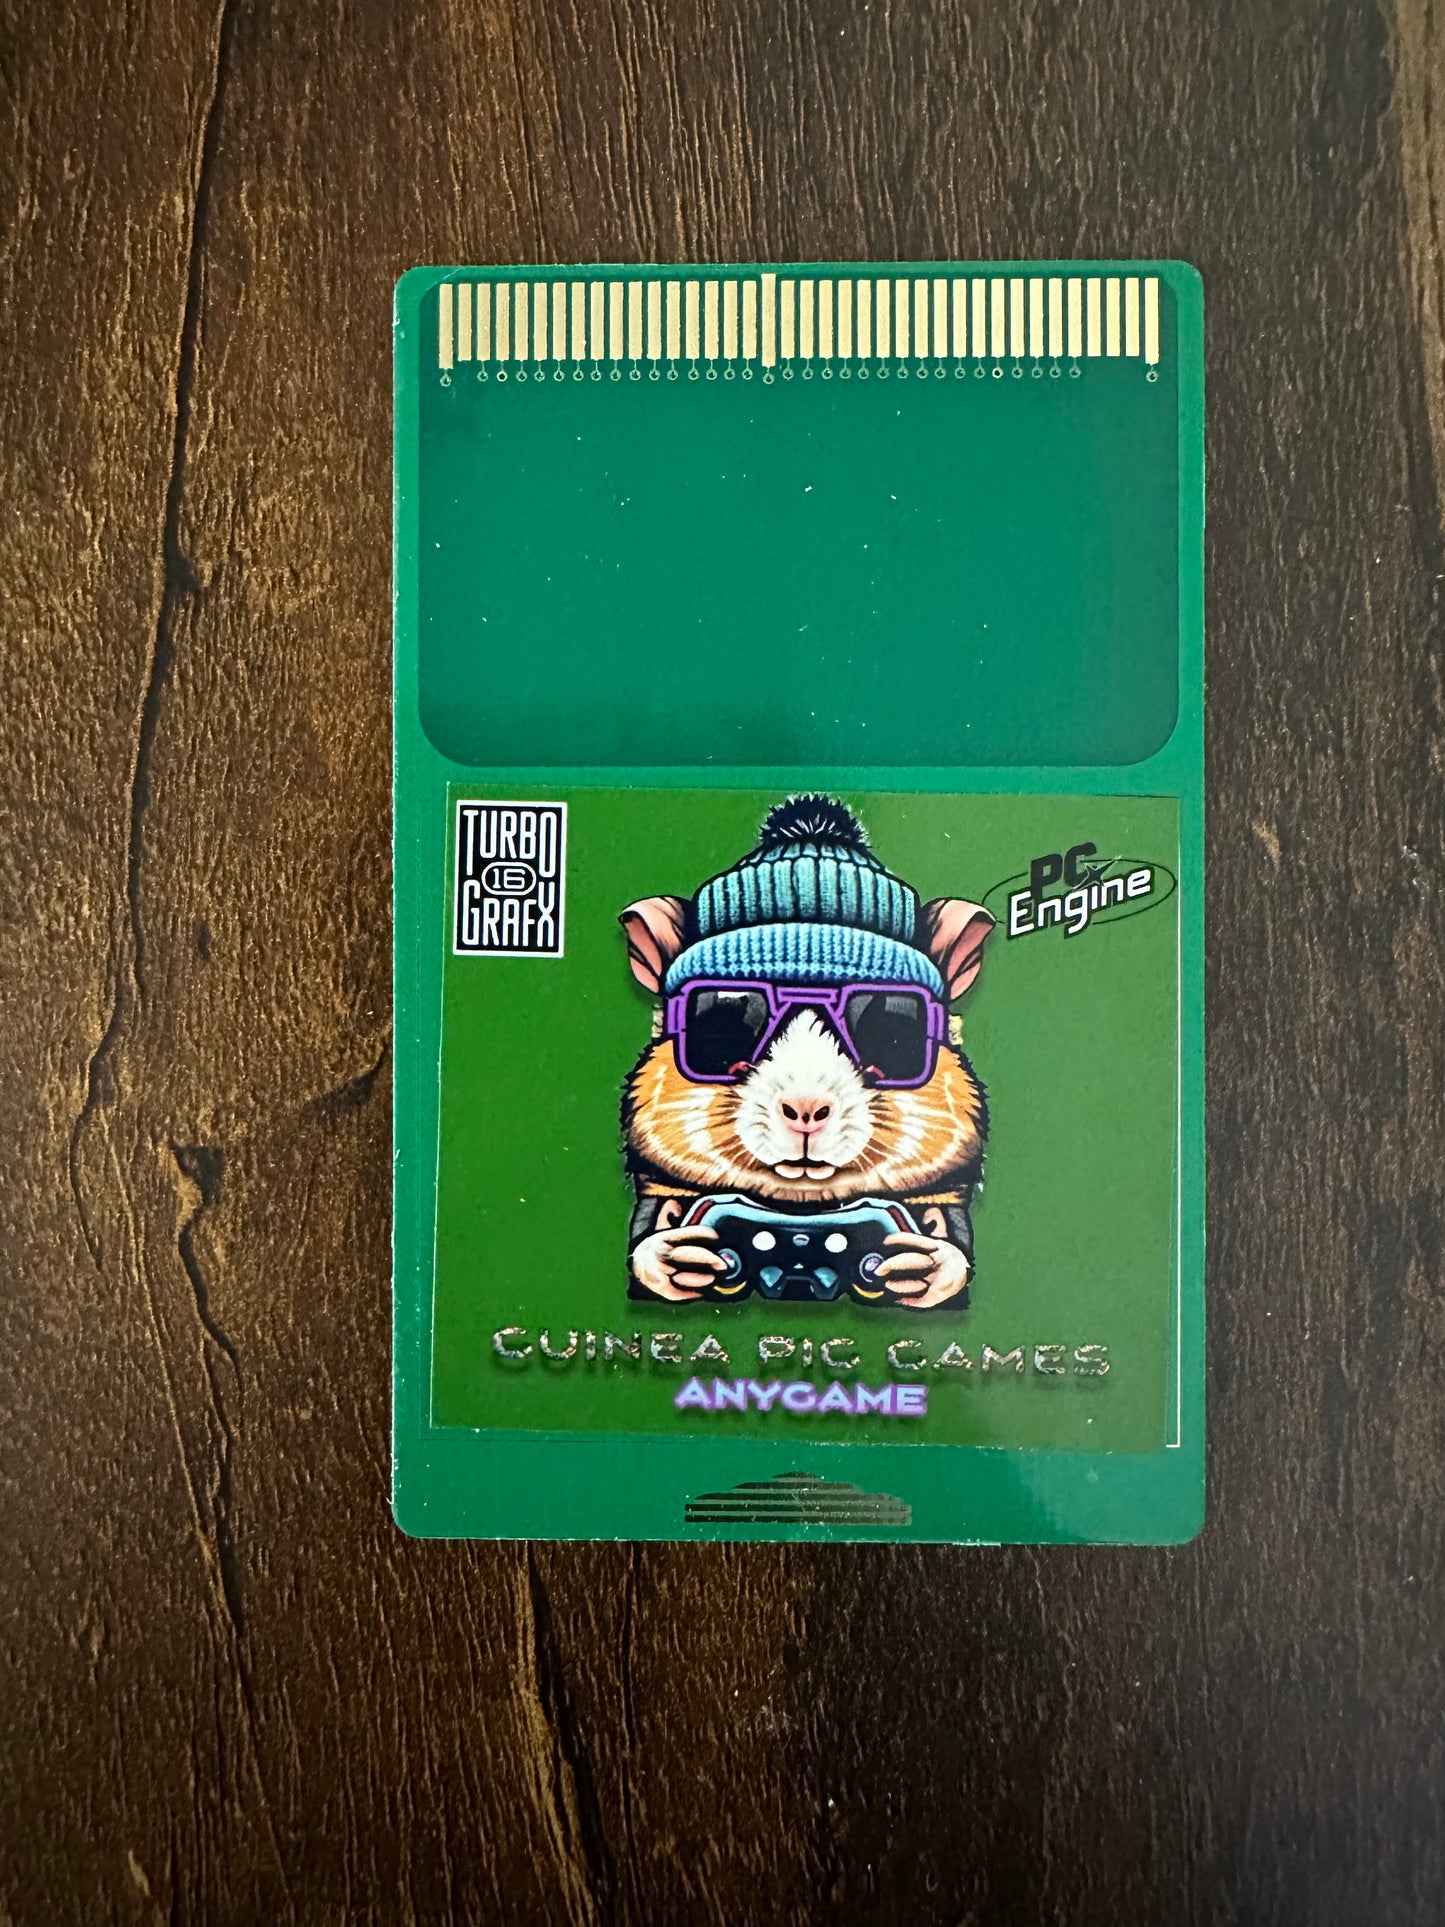 TURBO
16
GRAFX
PC
Engine
GUINEA PIG GAMES
ANYGAME